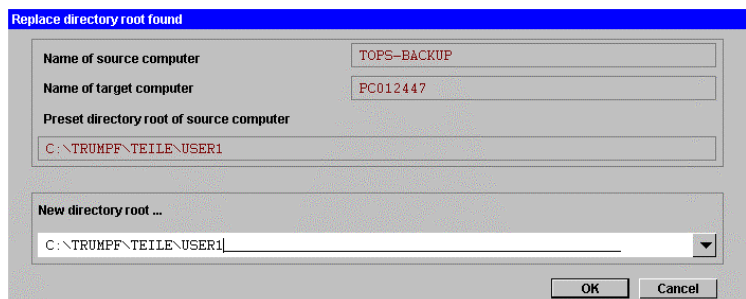 Replace directory root found
Name of source computer TOPS-BACKUP
Name of target computer PC012447
Preset directory root of source computer
C:\TRUMPF\TEILE\USER1
New directory root ...
C:\TRUMPF\TEILE\USER1
OK Cancel